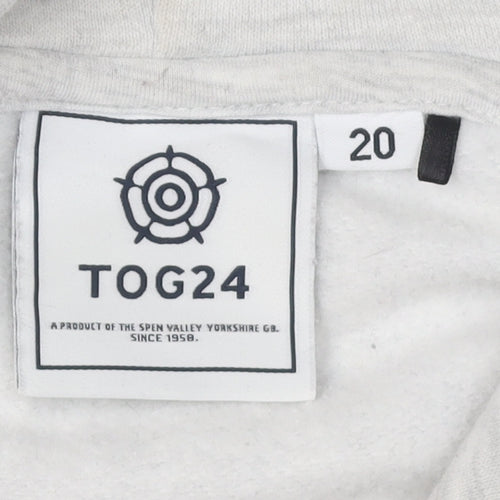 TOG24
A PRODUCT OF THE SPEN VALLEY YORKSHIRE GB.
SINCE 1958.
20